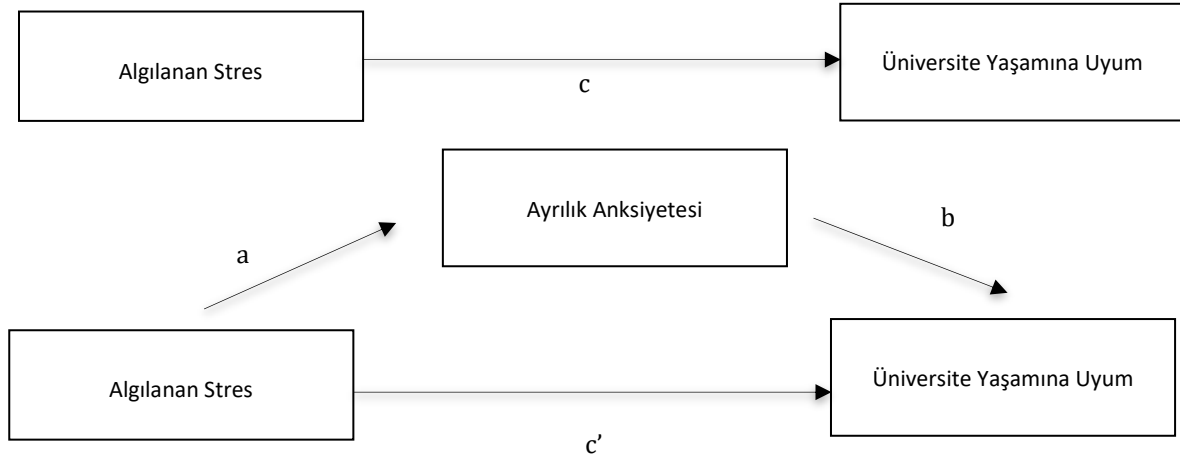 Algılanan Stres
Üniversite Yaşamına Uyum
c
Ayrılık Anksiyetesi
a
b
Algılanan Stres
Üniversite Yaşamına Uyum
c’